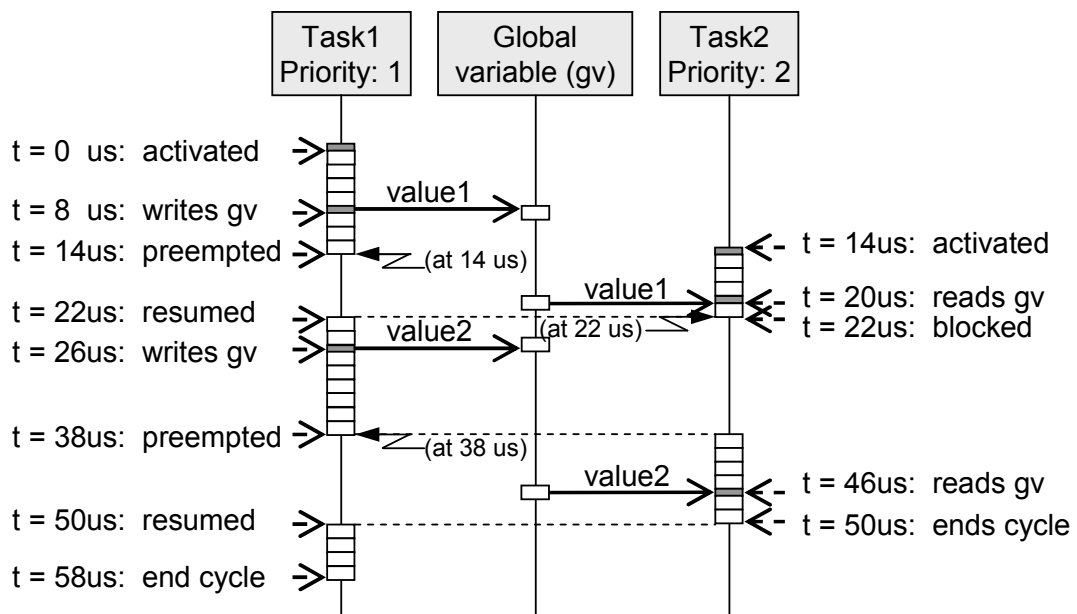 Task1
Priority: 1
Global
variable (gv)
Task2
Priority: 2
t = 0 us: activated
t = 8 us: writes gv
value1
t = 14us: preempted
(at 14 us)
t = 14us: activated
value1
t = 20us: reads gv
t = 22us: resumed
(at 22 us)
t = 22us: blocked
t = 26us: writes gv
value2
t = 38us: preempted
(at 38 us)
value2
t = 46us: reads gv
t = 50us: resumed
t = 50us: ends cycle
t = 58us: end cycle